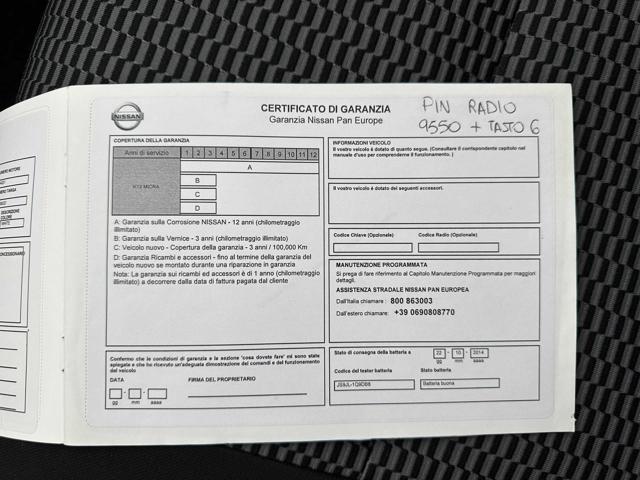 NISSAN
CERTIFICATO DI GARANZIA
Garanzia Nissan Pan Europe
PIN RADIO
9550 + TASTO 6
COPERTURA DELLA GARANZIA
Anni di servizio 1 2 3 4 5 6 7 8 9 10 11 12
K13 MICRA
A
B
C
D
A: Garanzia sulla Corrosione NISSAN - 12 anni (chilometraggio
illimitato)
B: Garanzia sulla Vernice - 3 anni (chilometraggio illimitato)
C: Veicolo nuovo - Copertura della garanzia - 3 anni / 100,000 Km
D: Garanzia Ricambi e accessori - fino al termine della garanzia
del veicolo nuovo se montato durante una riparazione in garanzia
Nota: La garanzia sui ricambi ed accessori è di 1 anno (chilometraggio
illimitato) a decorrere dalla data di fattura pagata dal cliente
Confermo che le condizioni di garanzia e la sezione 'cosa dovete fare' mi sono state
spiegate e che ho ricevuto un'adeguata dimostrazione dei comandi e del funzionamento
del veicolo
DATA FIRMA DEL PROPRIETARIO
- -
gg mm aaaa
INFORMAZIONI VEICOLO
Il vostro veicolo è dotato di quanto segue. (Consultare il corrispondente capitolo nel
manuale d'uso per comprenderne il funzionamento. )
Il vostro veicolo è dotato dei seguenti accessori.
Codice Chiave (Opzionale) Codice Radio (Opzionale)
MANUTENZIONE PROGRAMMATA
Si prega di fare riferimento al Capitolo Manutenzione Programmata per maggiori
dettagli.
ASSISTENZA STRADALE NISSAN PAN EUROPEA
Dall'Italia chiamare : 800 863003
Dall'estero chiamare : +39 0690808770
Stato di consegna della batteria a 22 - 10 - 2014
gg mm aaaa
Codice del tester batteria Stato batteria
Batteria buona